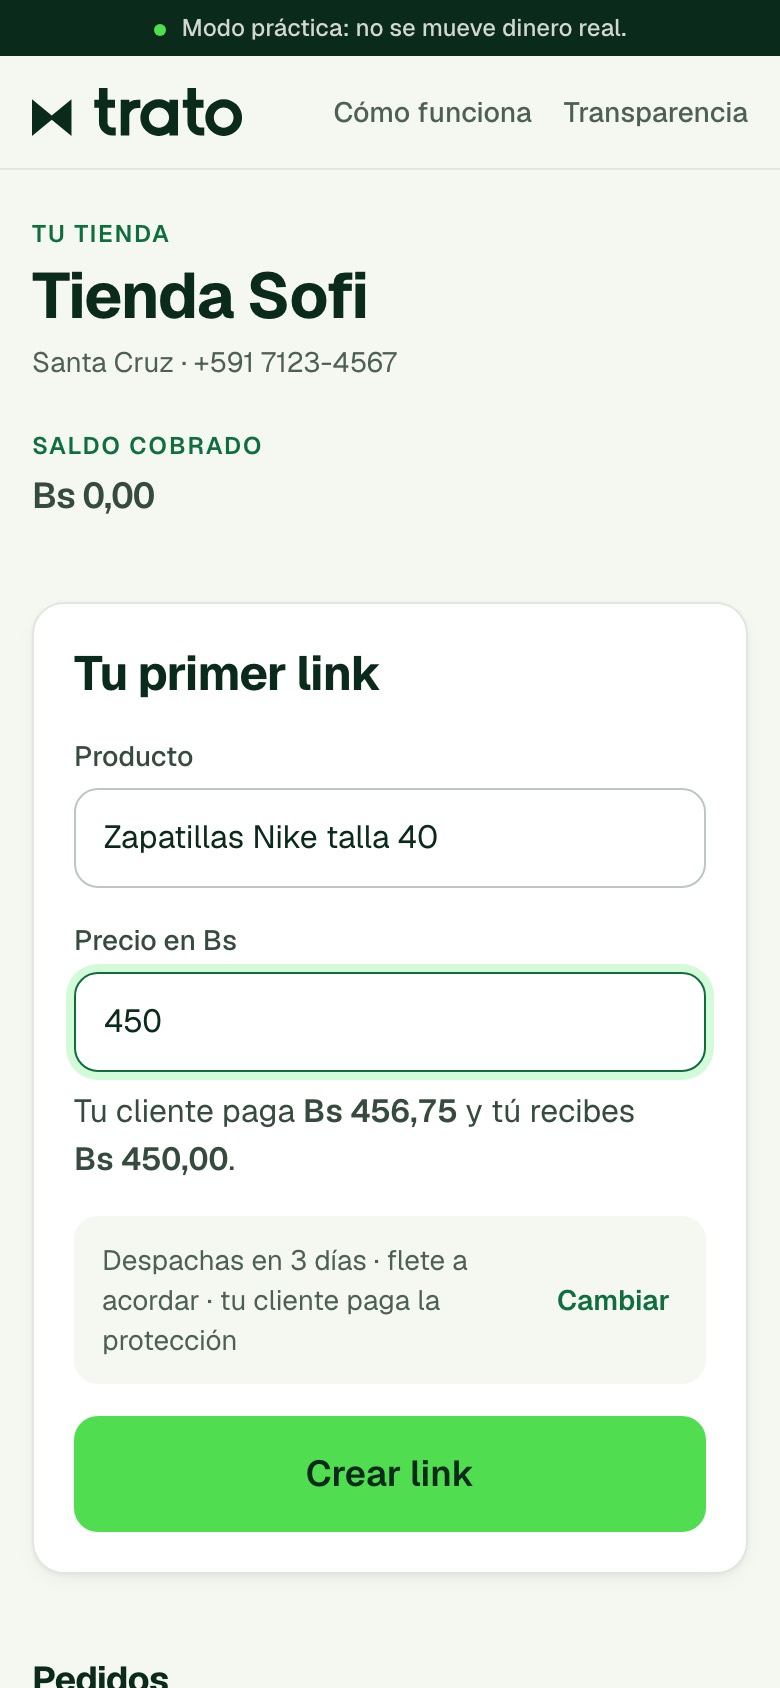 Modo práctica: no se mueve dinero real.
trato
Cómo funciona Transparencia
TU TIENDA
Tienda Sofi
Santa Cruz · +591 7123-4567
SALDO COBRADO
Bs 0,00
Tu primer link
Producto
Zapatillas Nike talla 40
Precio en Bs
450
Tu cliente paga Bs 456,75 y tú recibes
Bs 450,00.
Despachas en 3 días · flete a
acordar · tu cliente paga la
protección
Cambiar
Crear link
Pedidos